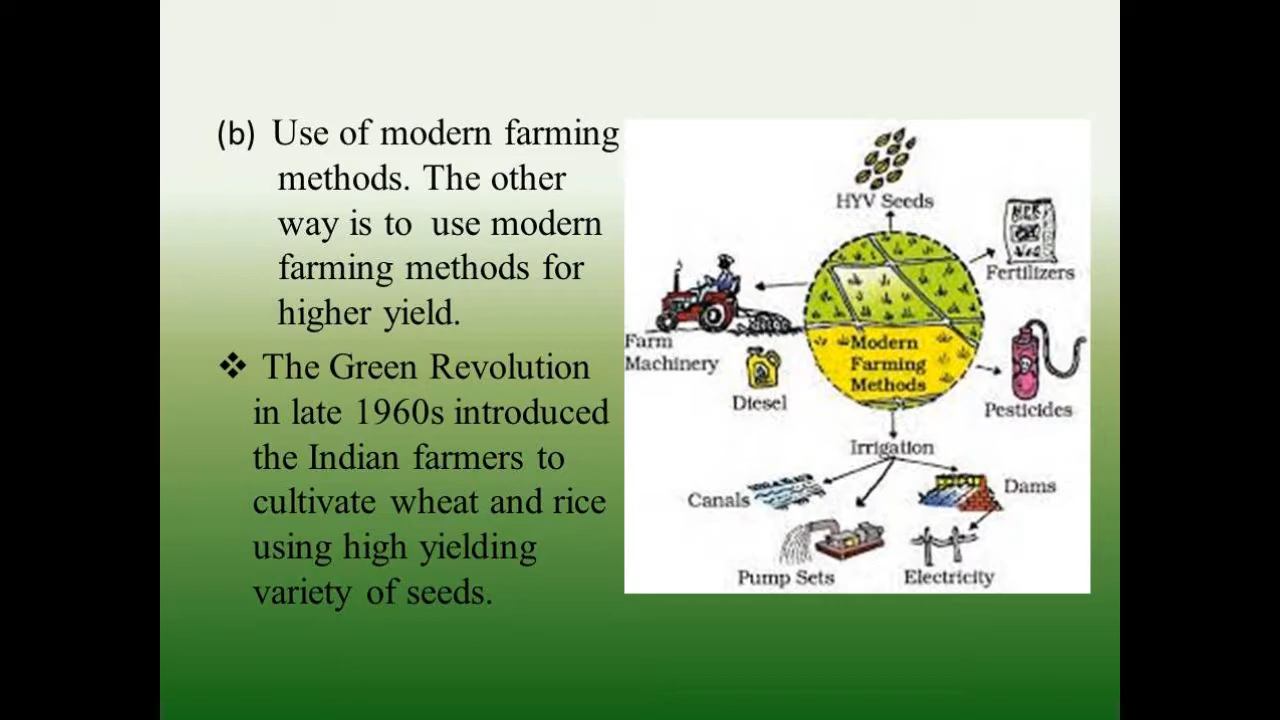 (b) Use of modern farming
methods. The other
way is to use modern
farming methods for
higher yield.
❖ The Green Revolution
in late 1960s introduced
the Indian farmers to
cultivate wheat and rice
using high yielding
variety of seeds.
HYV Seeds
Fertilizers
Farm
Machinery
Diesel
Modern
Farming
Methods
Pesticides
Irrigation
Canals
Dams
Pump Sets
Electricity